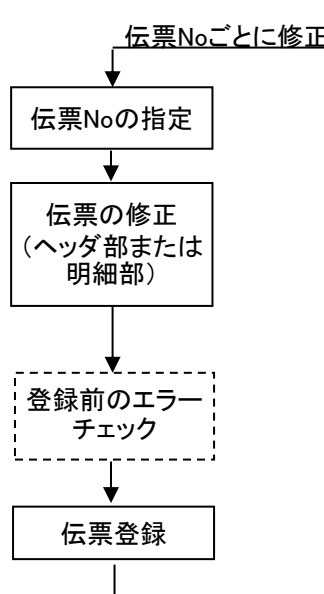 伝票Noごとに修正
伝票Noの指定
伝票の修正
（ヘッダ部または
明細部）
登録前のエラー
チェック
伝票登録